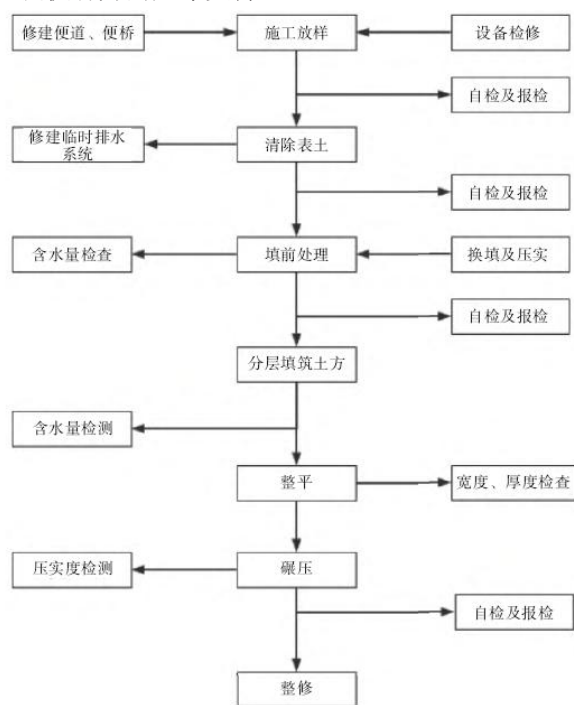 修建便道、便桥
施工放样
设备检修
自检及报检
修建临时排水
系统
清除表土
自检及报检
含水量检查
填前处理
换填及压实
自检及报检
分层填筑土方
含水量检测
整平
宽度、厚度检查
压实度检测
碾压
自检及报检
整修